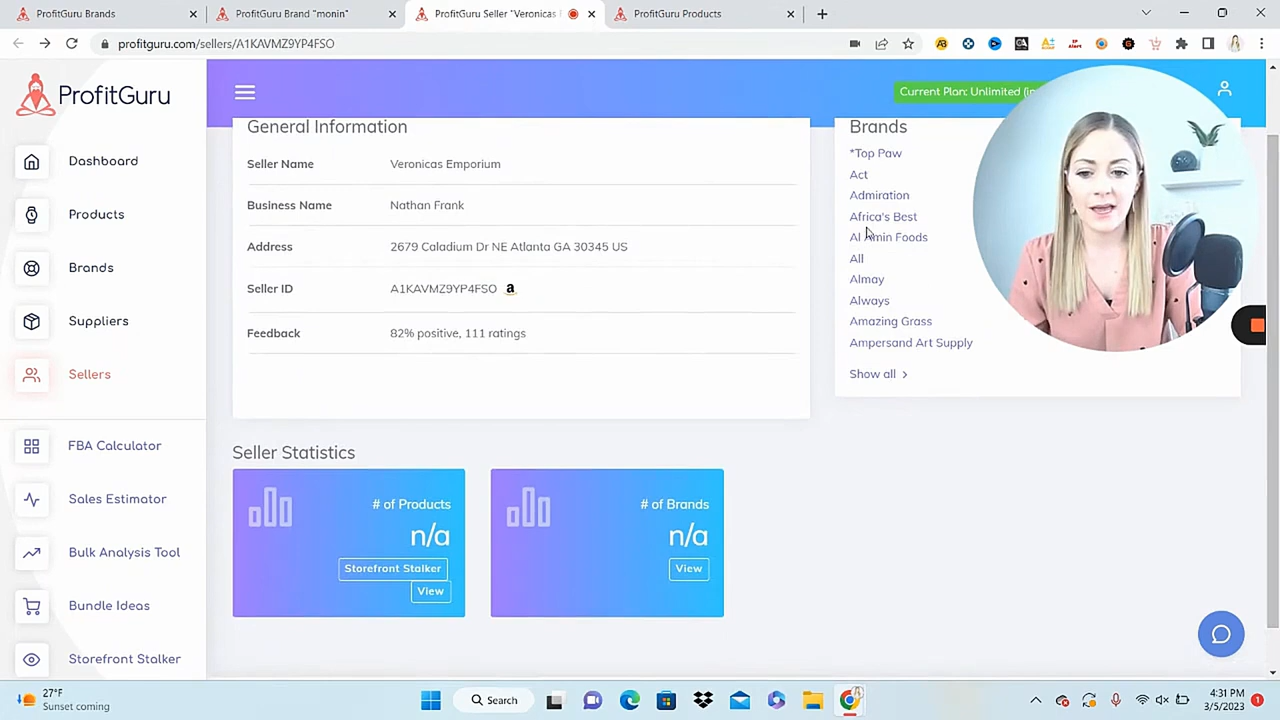 ProfitGuru Brands
ProfitGuru Brand "monin"
ProfitGuru Seller "Veronicas
ProfitGuru Products
profitguru.com/sellers/A1KAVMZ9YP4FSO
ProfitGuru
Current Plan: Unlimited
Dashboard
Products
Brands
Suppliers
Sellers
FBA Calculator
Sales Estimator
Bulk Analysis Tool
Bundle Ideas
Storefront Stalker
General Information
Seller Name Veronicas Emporium
Business Name Nathan Frank
Address 2679 Caladium Dr NE Atlanta GA 30345 US
Seller ID A1KAVMZ9YP4FSO
Feedback 82% positive, 111 ratings
Brands
*Top Paw
Act
Admiration
Africa's Best
Al Amin Foods
All
Almay
Always
Amazing Grass
Ampersand Art Supply
Show all
Seller Statistics
# of Products
n/a
Storefront Stalker
View
# of Brands
n/a
View
27°F
Sunset coming
Search
4:31 PM
3/5/2023
1